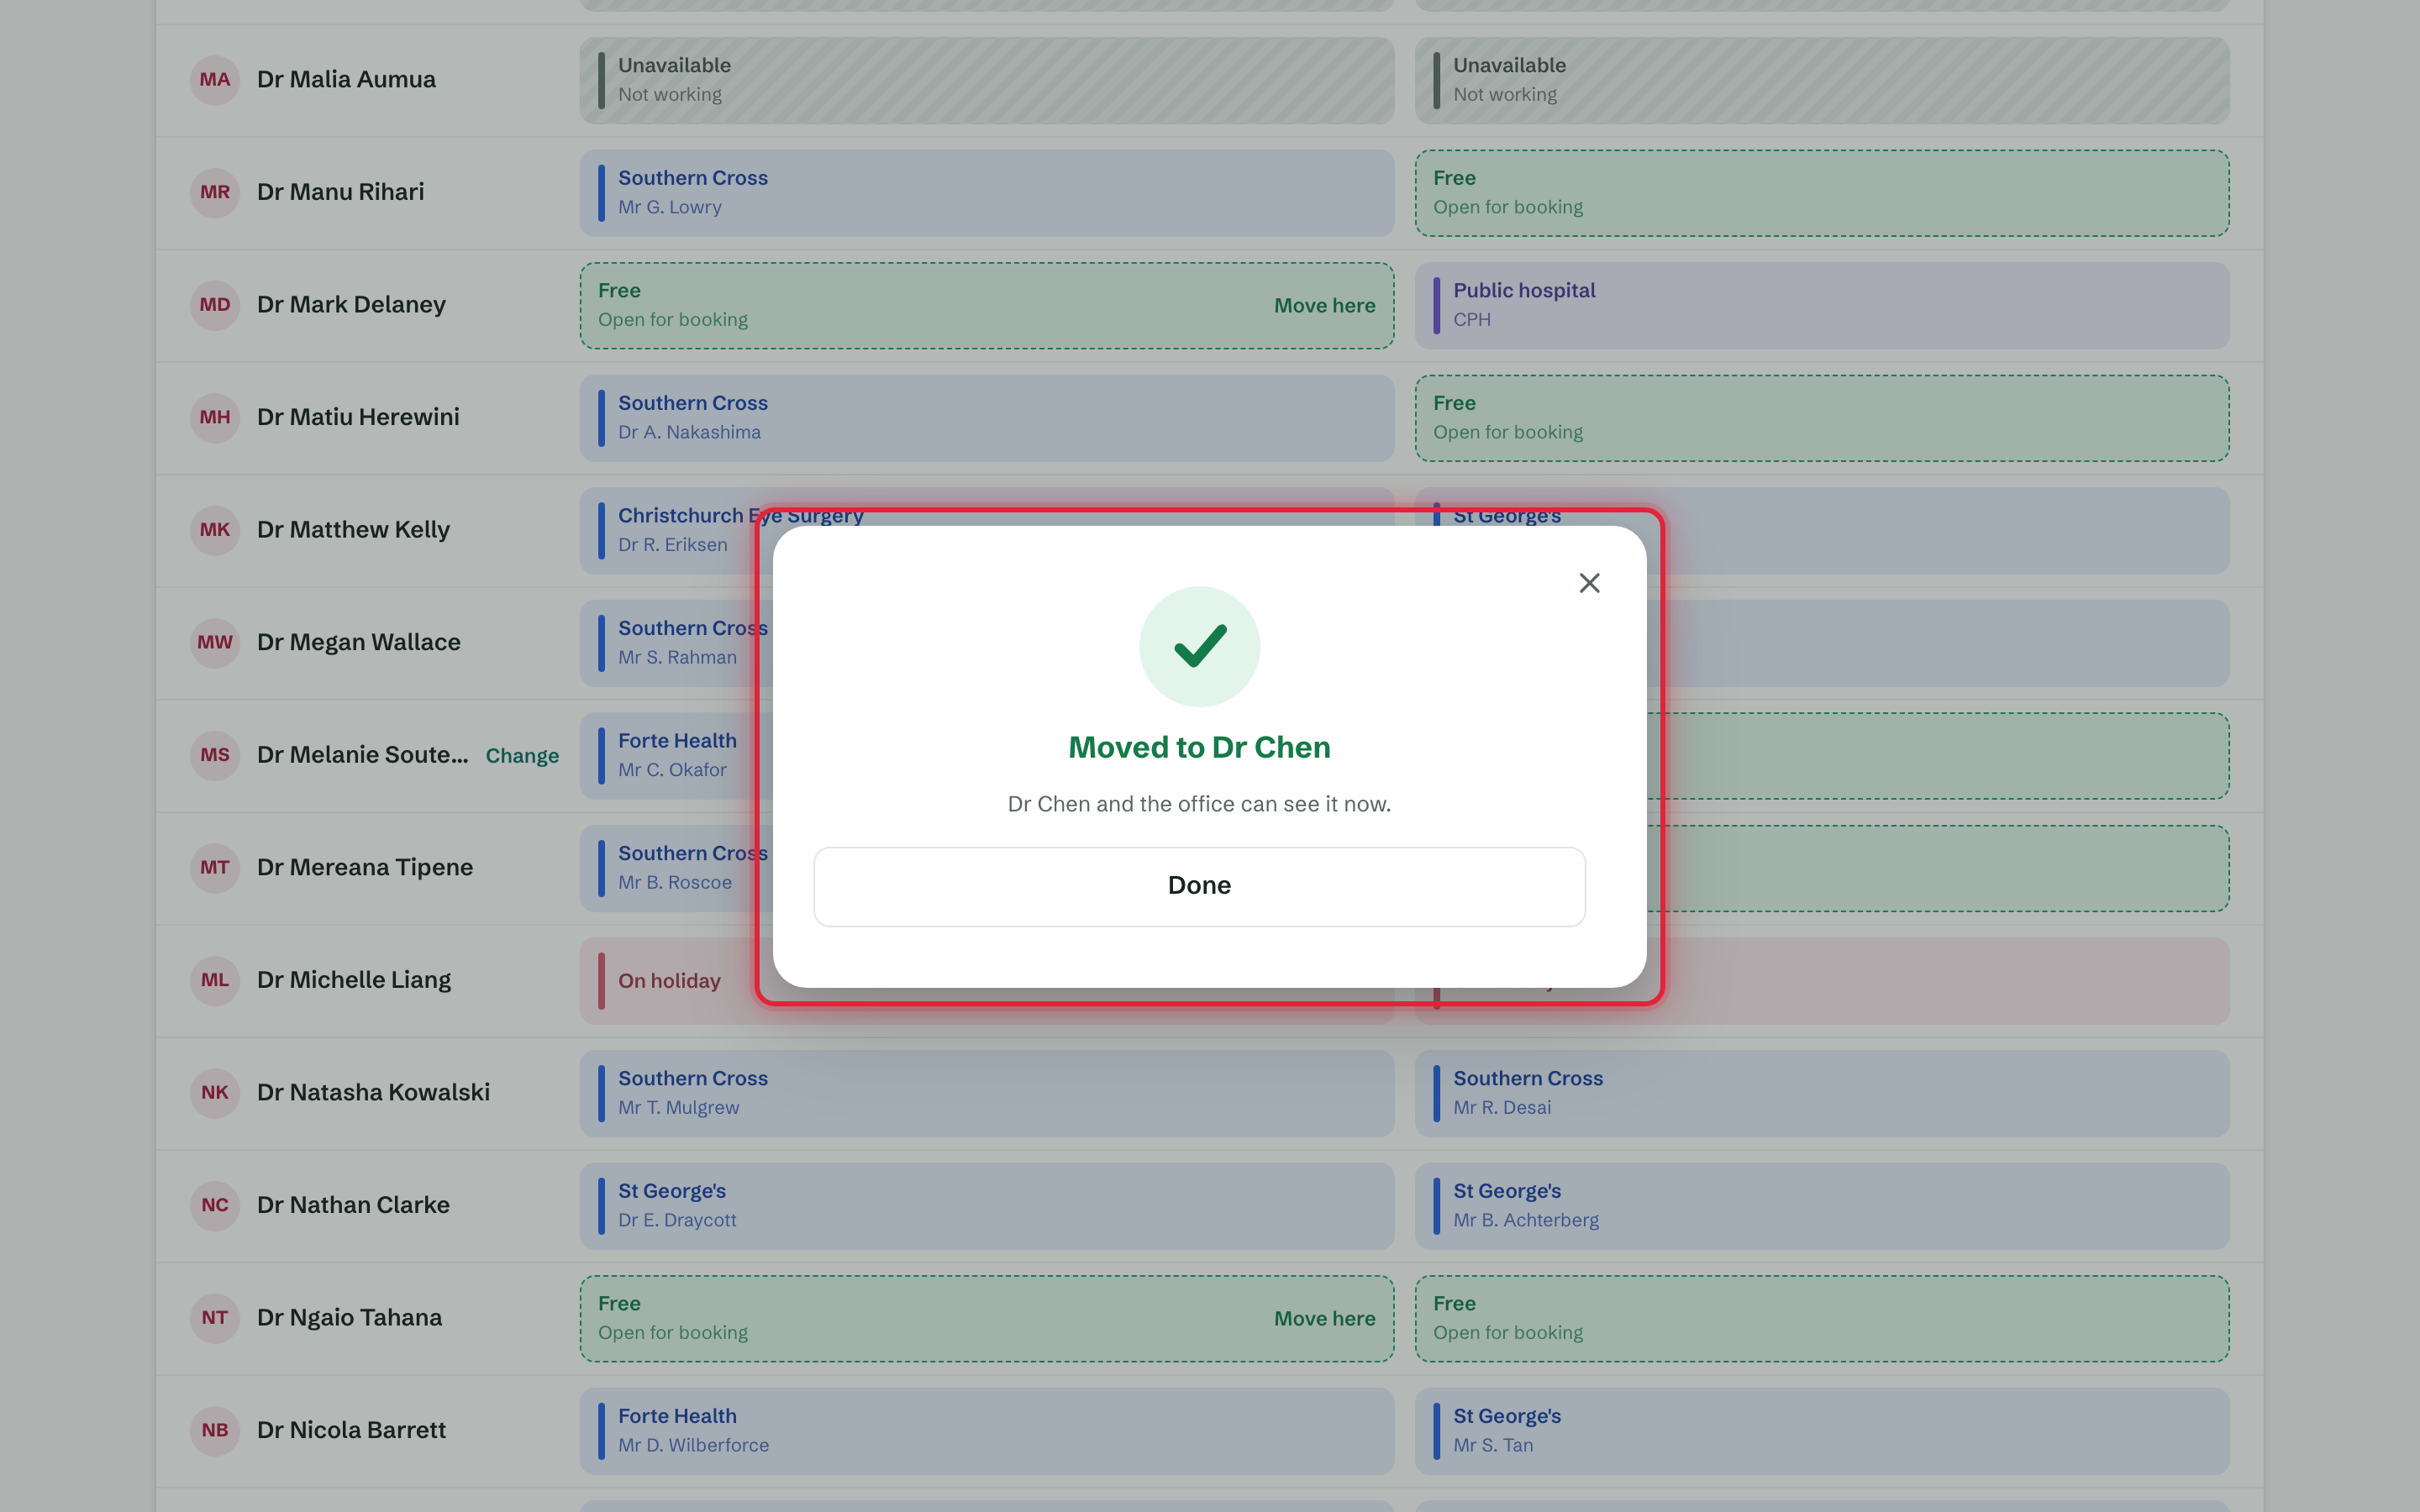 MA Dr Malia Aumua
Unavailable
Not working
Unavailable
Not working
MR Dr Manu Rihari
Southern Cross
Mr G. Lowry
Free
Open for booking
MD Dr Mark Delaney
Free
Open for booking
Move here
Public hospital
CPH
MH Dr Matiu Herewini
Southern Cross
Dr A. Nakashima
Free
Open for booking
MK Dr Matthew Kelly
Christchurch Eye Surgery
Dr R. Eriksen
St George's
MW Dr Megan Wallace
Southern Cross
Mr S. Rahman
MS Dr Melanie Soute... Change
Forte Health
Mr C. Okafor
MT Dr Mereana Tipene
Southern Cross
Mr B. Roscoe
ML Dr Michelle Liang
On holiday
Moved to Dr Chen
Dr Chen and the office can see it now.
Done
NK Dr Natasha Kowalski
Southern Cross
Mr T. Mulgrew
Southern Cross
Mr R. Desai
NC Dr Nathan Clarke
St George's
Dr E. Draycott
St George's
Mr B. Achterberg
NT Dr Ngaio Tahana
Free
Open for booking
Move here
Free
Open for booking
NB Dr Nicola Barrett
Forte Health
Mr D. Wilberforce
St George's
Mr S. Tan